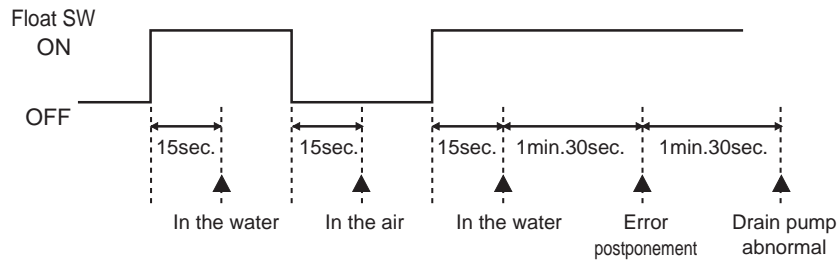 Float SW
ON
OFF
15sec. 15sec. 15sec. 1min.30sec. 1min.30sec.
In the water In the air In the water Error postponement Drain pump abnormal